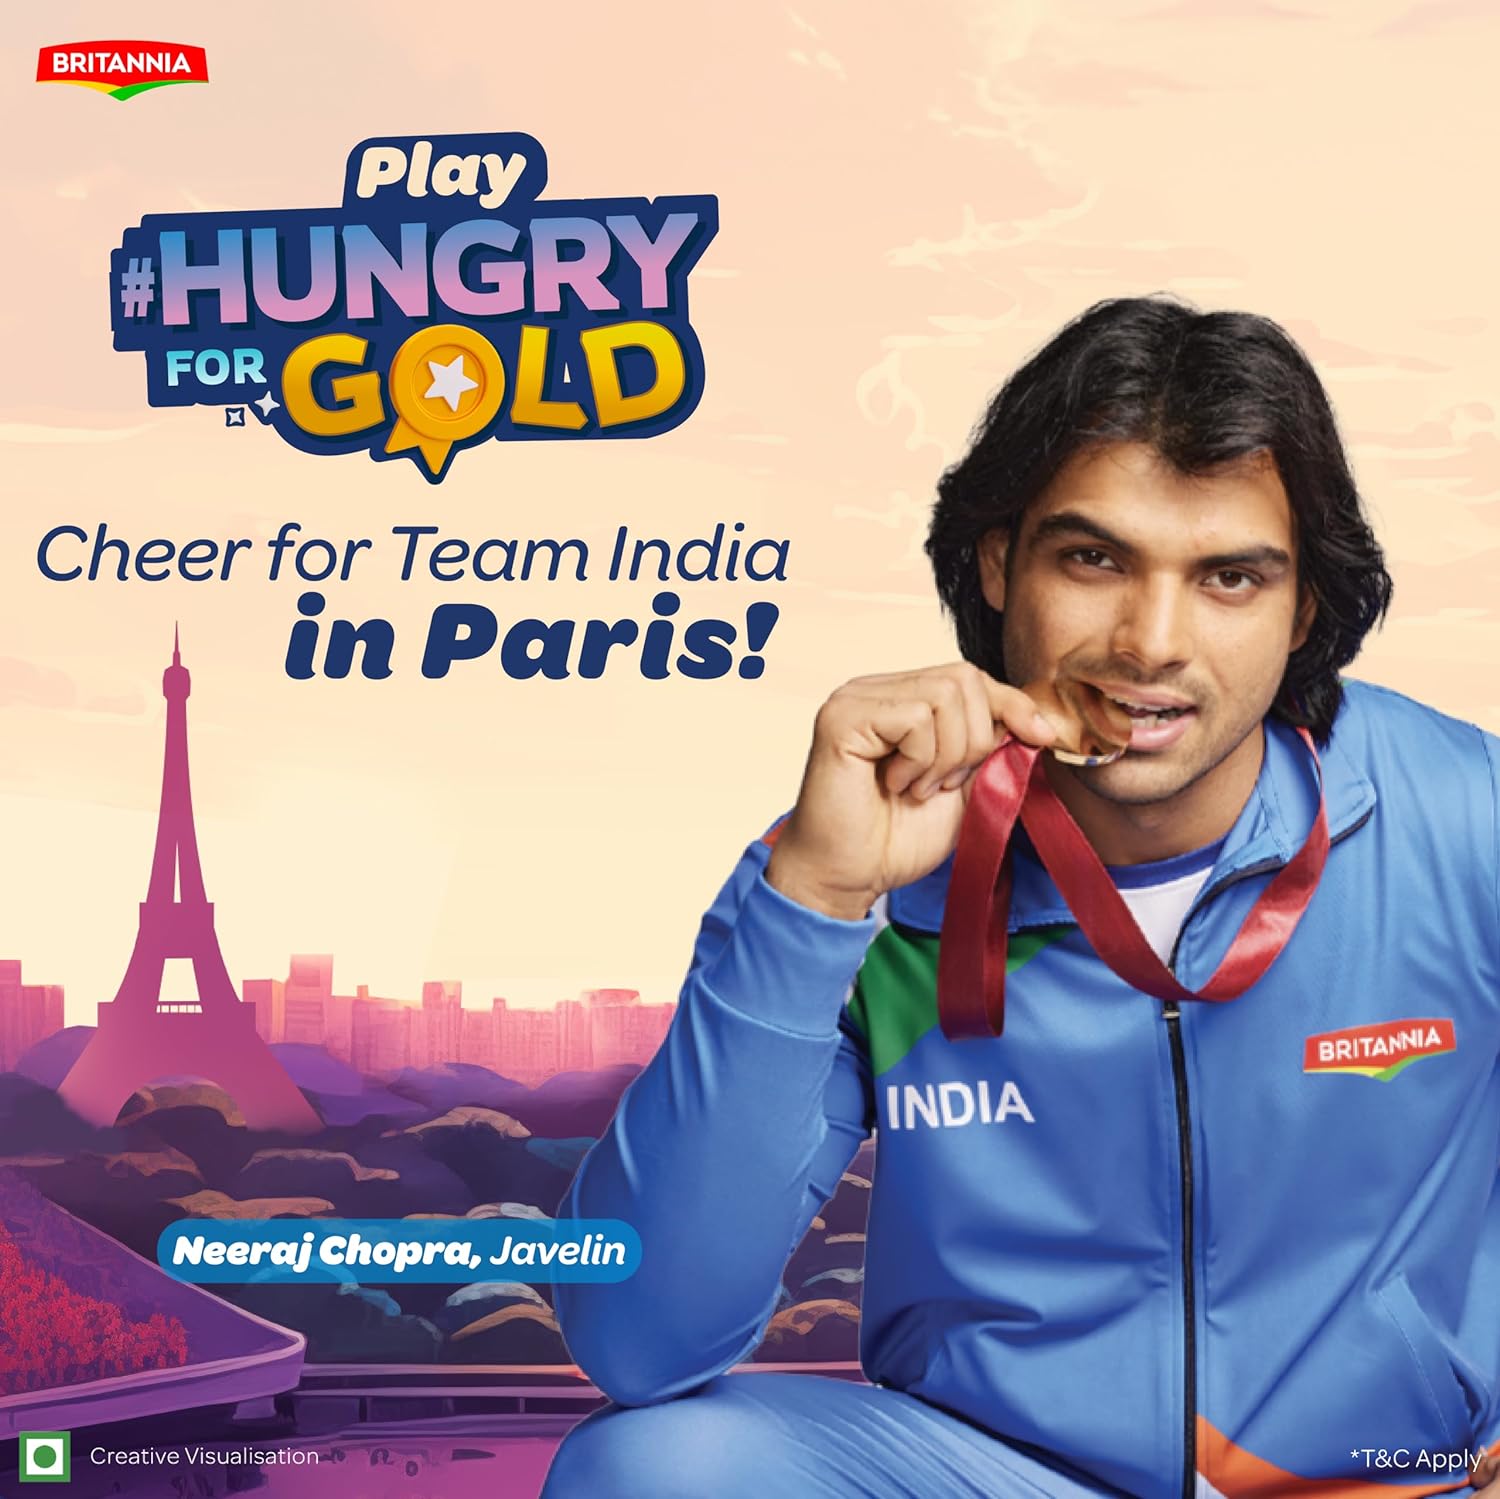 BRITANNIA
Play
#HUNGRY
FOR GOLD
Cheer for Team India
in Paris!
BRITANNIA
INDIA
Neeraj Chopra, Javelin
Creative Visualisation
*T&C Apply